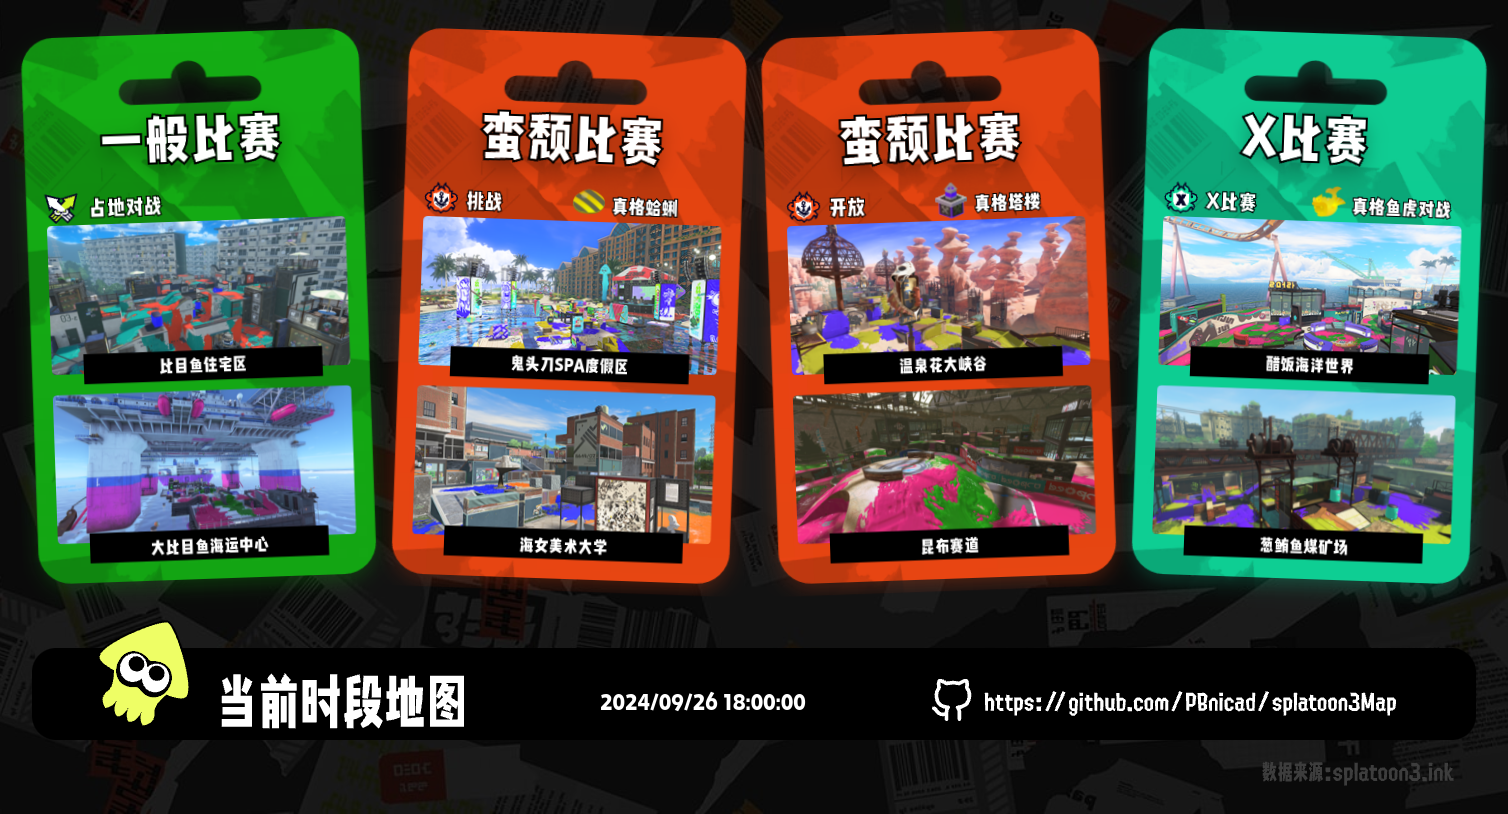 一般比赛
占地对战
比目鱼住宅区
大比目鱼海运中心
蛮颓比赛
挑战
真格蛤蜊
鬼头刀SPA度假区
海女美术大学
蛮颓比赛
开放
真格塔楼
温泉花大峡谷
昆布赛道
X比赛
X比赛
真格鱼虎对战
醋饭海洋世界
葱鲔鱼煤矿场
当前时段地图
2024/09/26 18:00:00
https://github.com/PBnicad/splatoon3Map
数据来源:splatoon3.ink